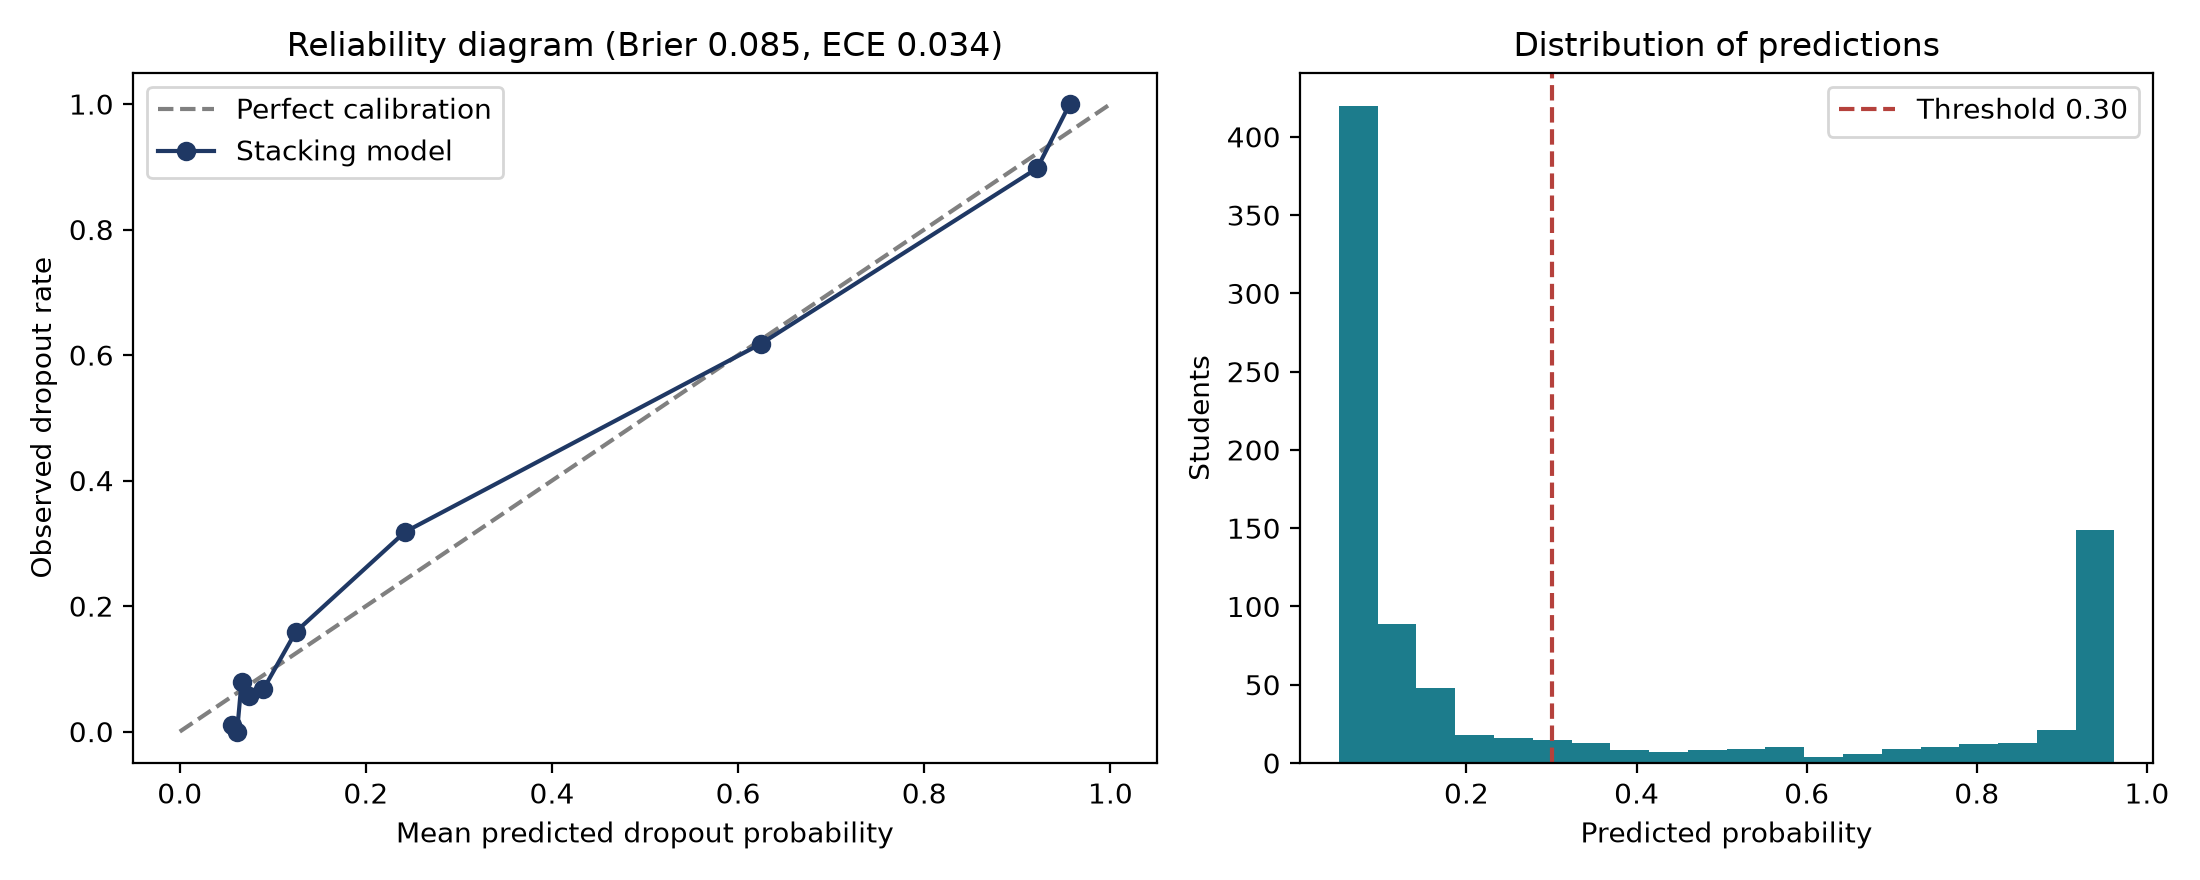 Reliability diagram (Brier 0.085, ECE 0.034)
Perfect calibration
Stacking model
1.0
0.8
0.6
0.4
0.2
0.0
Observed dropout rate
0.0 0.2 0.4 0.6 0.8 1.0
Mean predicted dropout probability
Distribution of predictions
Threshold 0.30
400
350
300
250
200
150
100
50
0
Students
0.2 0.4 0.6 0.8 1.0
Predicted probability